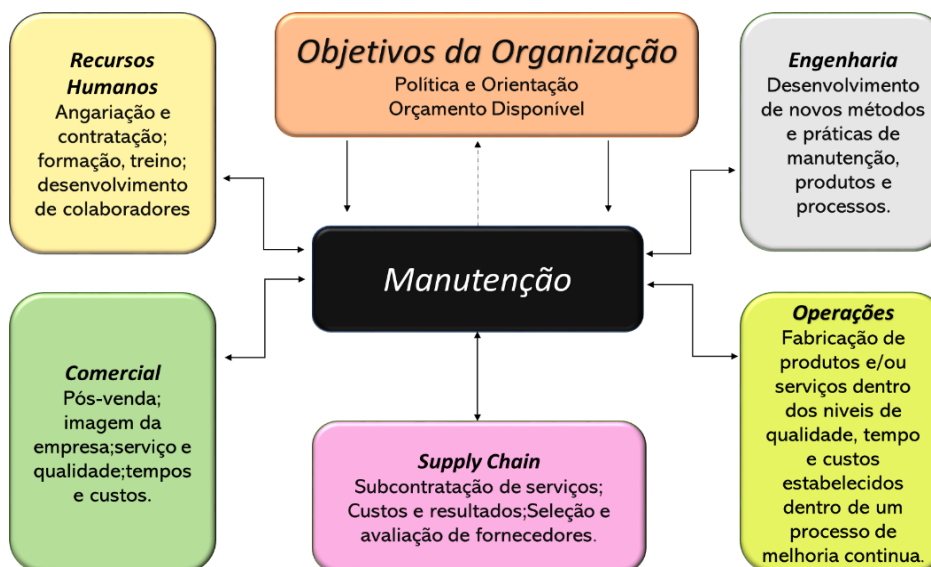 Recursos
Humanos
Angariação e
contratação;
formação, treino;
desenvolvimento
de colaboradores
Objetivos da Organização
Política e Orientação
Orçamento Disponível
Engenharia
Desenvolvimento
de novos métodos
e práticas de
manutenção,
produtos e
processos.
Manutenção
Comercial
Pós-venda;
imagem da
empresa;serviço e
qualidade;tempos
e custos.
Supply Chain
Subcontratação de serviços;
Custos e resultados;Seleção e
avaliação de fornecedores.
Operações
Fabricação de
produtos e/ou
serviços dentro
dos niveis de
qualidade, tempo
e custos
estabelecidos
dentro de um
processo de
melhoria continua.